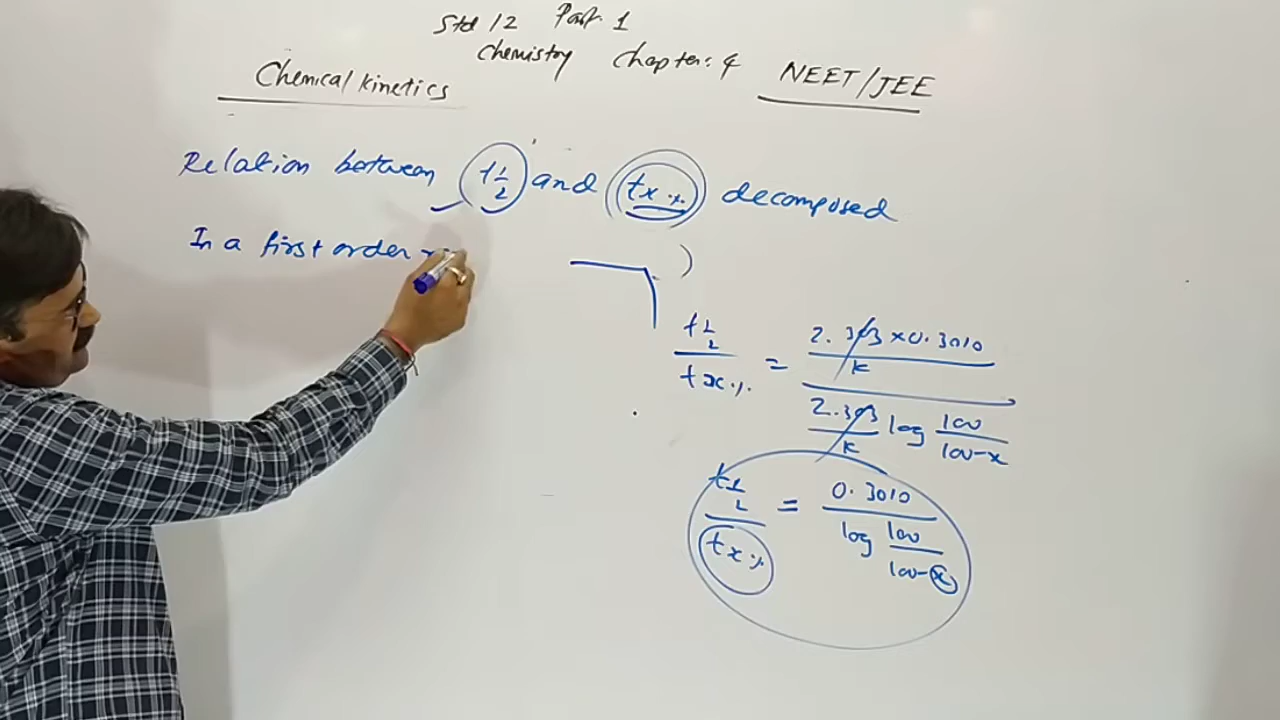 Std 12 Part 1
Chemistry Chapter: 4
NEET/JEE
Chemical kinetics
Relation between t1/2 and tx% decomposed
In a first order
t1/2 / tx% = (2.303 × 0.3010 / k) / (2.303 / k log 100 / 100-x)
t1/2 / tx% = 0.3010 / log 100 / 100-x